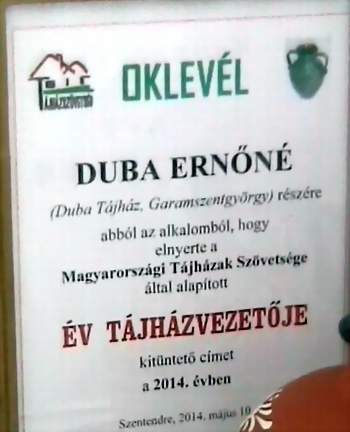 OKLEVÉL
DUBA ERNŐNÉ
(Duba Tájház, Garamszentgyörgy) részére
abból az alkalomból, hogy
elnyerte a
Magyarországi Tájházak Szövetsége
által alapított
ÉV TÁJHÁZVEZETŐJE
kitüntető címet
a 2014. évben
Szentendre, 2014. május 10